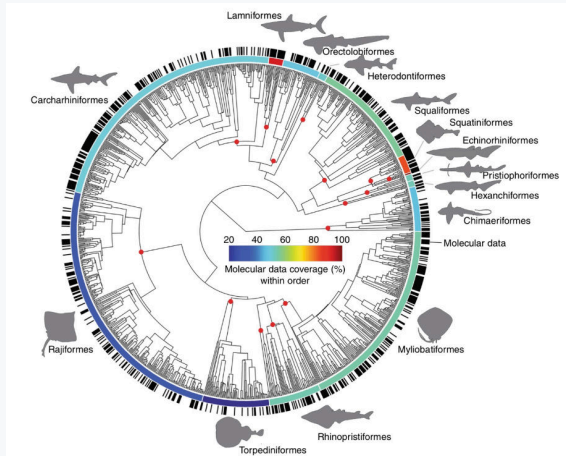 Lamniformes
Orectolobiformes
Heterodontiformes
Carcharhiniformes
Squaliformes
Squatiniformes
Echinorhiniformes
Pristiophoriformes
Hexanchiformes
Chimaeriformes
20 40 60 80 100
Molecular data coverage (%)
within order
Molecular data
Rajiformes
Myliobatiformes
Rhinopristiformes
Torpediniformes